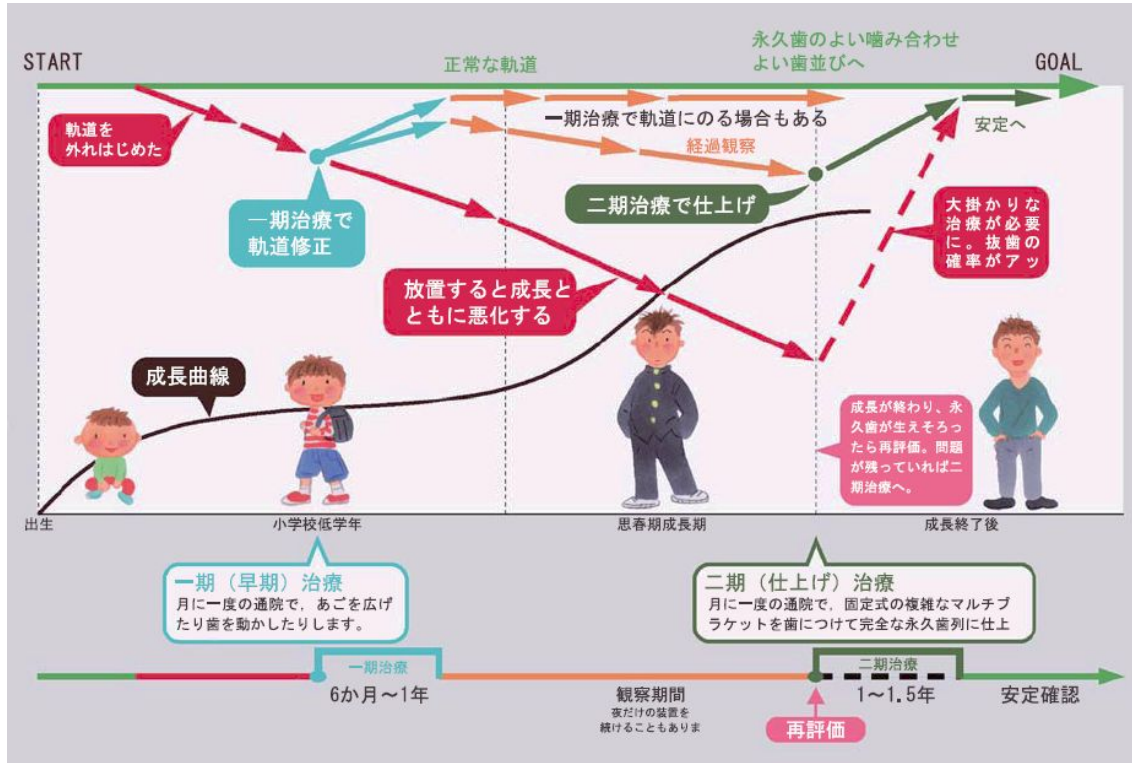 START
正常な軌道
永久歯のよい噛み合わせ
よい歯並びへ
GOAL
軌道を
外れはじめた
一期治療で軌道にのる場合もある
安定へ
経過観察
一期治療で
軌道修正
二期治療で仕上げ
大掛かりな
治療が必要
に。抜歯の
確率がアッ
放置すると成長と
ともに悪化する
成長曲線
成長が終わり、永
久歯が生えそろっ
たら再評価。問題
が残っていれば二
期治療へ。
出生
小学校低学年
思春期成長期
成長終了後
一期（早期）治療
月に一度の通院で，あごを広げ
たり歯を動かしたりします。
二期（仕上げ）治療
月に一度の通院で，固定式の複雑なマルチブ
ラケットを歯につけて完全な永久歯列に仕上
一期治療
6か月～1年
観察期間
夜だけの装置を
続けることもありま
二期治療
1～1.5年
安定確認
再評価